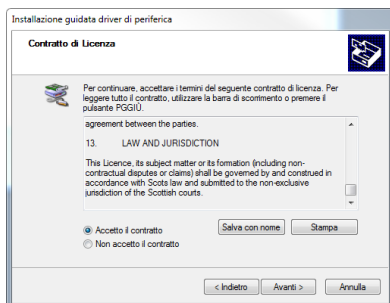 Installazione guidata driver di periferica
Contratto di Licenza
Per continuare, accettare i termini del seguente contratto di licenza. Per
leggere tutto il contratto, utilizzare la barra di scorrimento o premere il
pulsante PGGIÙ.
agreement between the parties.
13. LAW AND JURISDICTION
This Licence, its subject matter or its formation (including non-
contractual disputes or claims) shall be governed by and construed in
accordance with Scots law and submitted to the non-exclusive
jurisdiction of the Scottish courts.
Accetto il contratto
Salva con nome
Stampa
Non accetto il contratto
< Indietro
Avanti >
Annulla